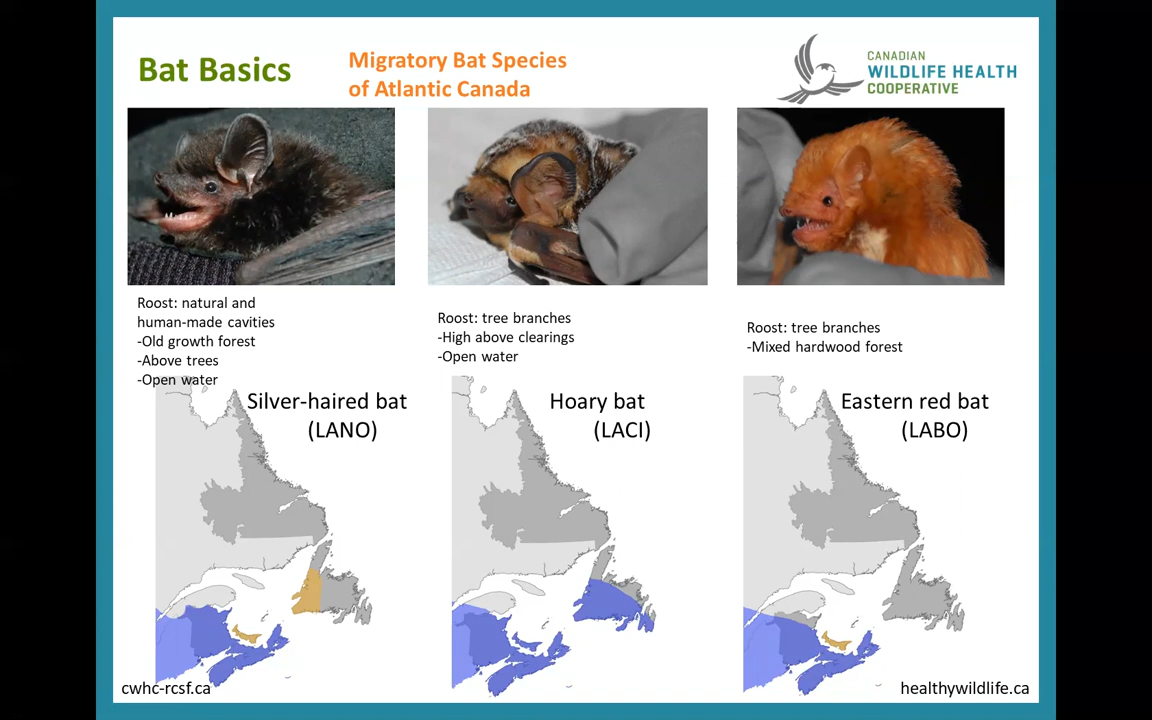 Bat Basics
Migratory Bat Species
of Atlantic Canada
CANADIAN
WILDLIFE HEALTH
COOPERATIVE
Roost: natural and
human-made cavities
-Old growth forest
-Above trees
-Open water
Roost: tree branches
-High above clearings
-Open water
Roost: tree branches
-Mixed hardwood forest
Silver-haired bat
(LANO)
Hoary bat
(LACI)
Eastern red bat
(LABO)
cwhc-rcsf.ca
healthywildlife.ca